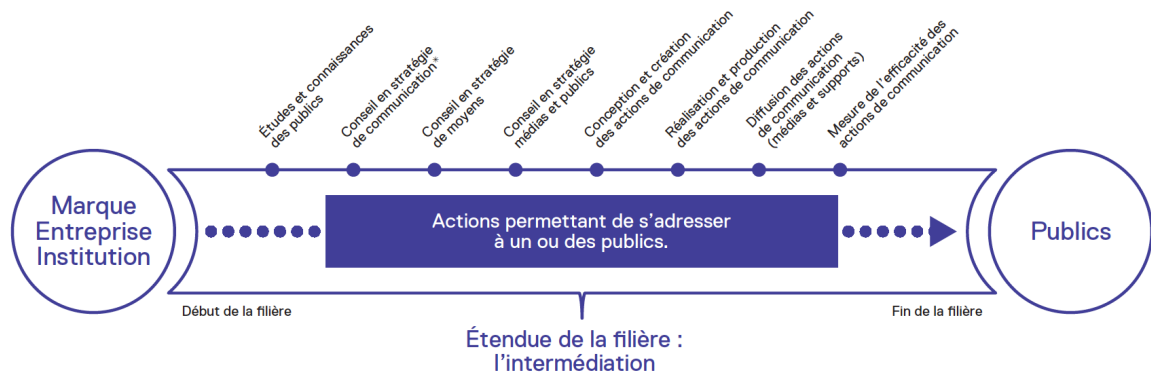 Études et connaissances
des publics
Conseil en stratégie
de communication*
Conseil en stratégie
de moyens
Conseil en stratégie
médias et publics
Conception et création
des actions de communication
Réalisation et production
des actions de communication
Diffusion des actions
de communication
(médias et supports)
Mesure de l'efficacité des
actions de communication
Marque
Entreprise
Institution
Actions permettant de s'adresser
à un ou des publics.
Publics
Début de la filière
Fin de la filière
Étendue de la filière :
l'intermédiation